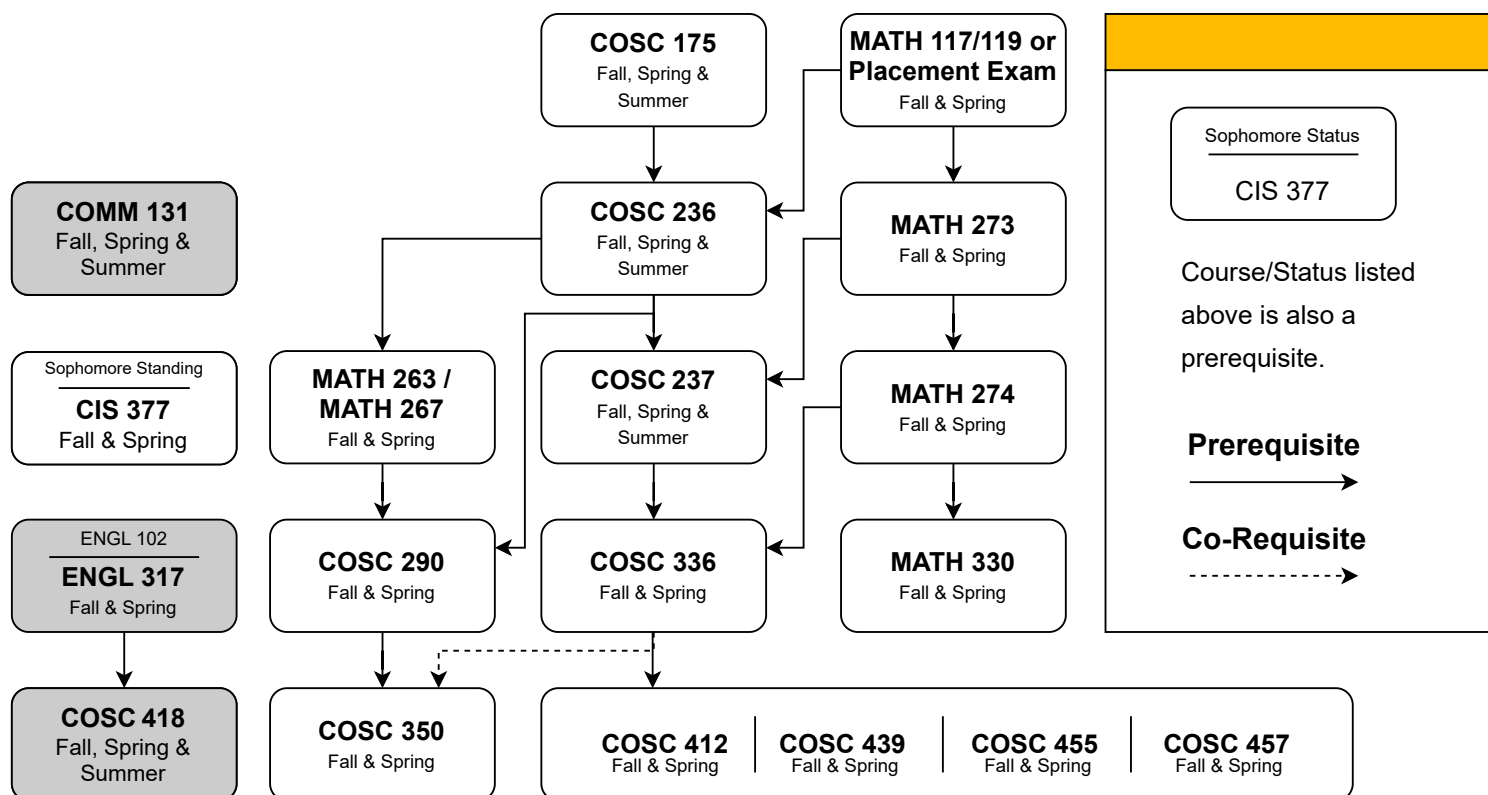 COSC 175
Fall, Spring &
Summer
MATH 117/119 or
Placement Exam
Fall & Spring
COMM 131
Fall, Spring &
Summer
COSC 236
Fall, Spring &
Summer
MATH 273
Fall & Spring
Sophomore Standing
CIS 377
Fall & Spring
MATH 263 /
MATH 267
Fall & Spring
COSC 237
Fall, Spring &
Summer
MATH 274
Fall & Spring
ENGL 102
ENGL 317
Fall & Spring
COSC 290
Fall & Spring
COSC 336
Fall & Spring
MATH 330
Fall & Spring
COSC 418
Fall, Spring &
Summer
COSC 350
Fall & Spring
COSC 412
Fall & Spring
COSC 439
Fall & Spring
COSC 455
Fall & Spring
COSC 457
Fall & Spring
Sophomore Status
CIS 377
Course/Status listed
above is also a
prerequisite.
Prerequisite
Co-Requisite